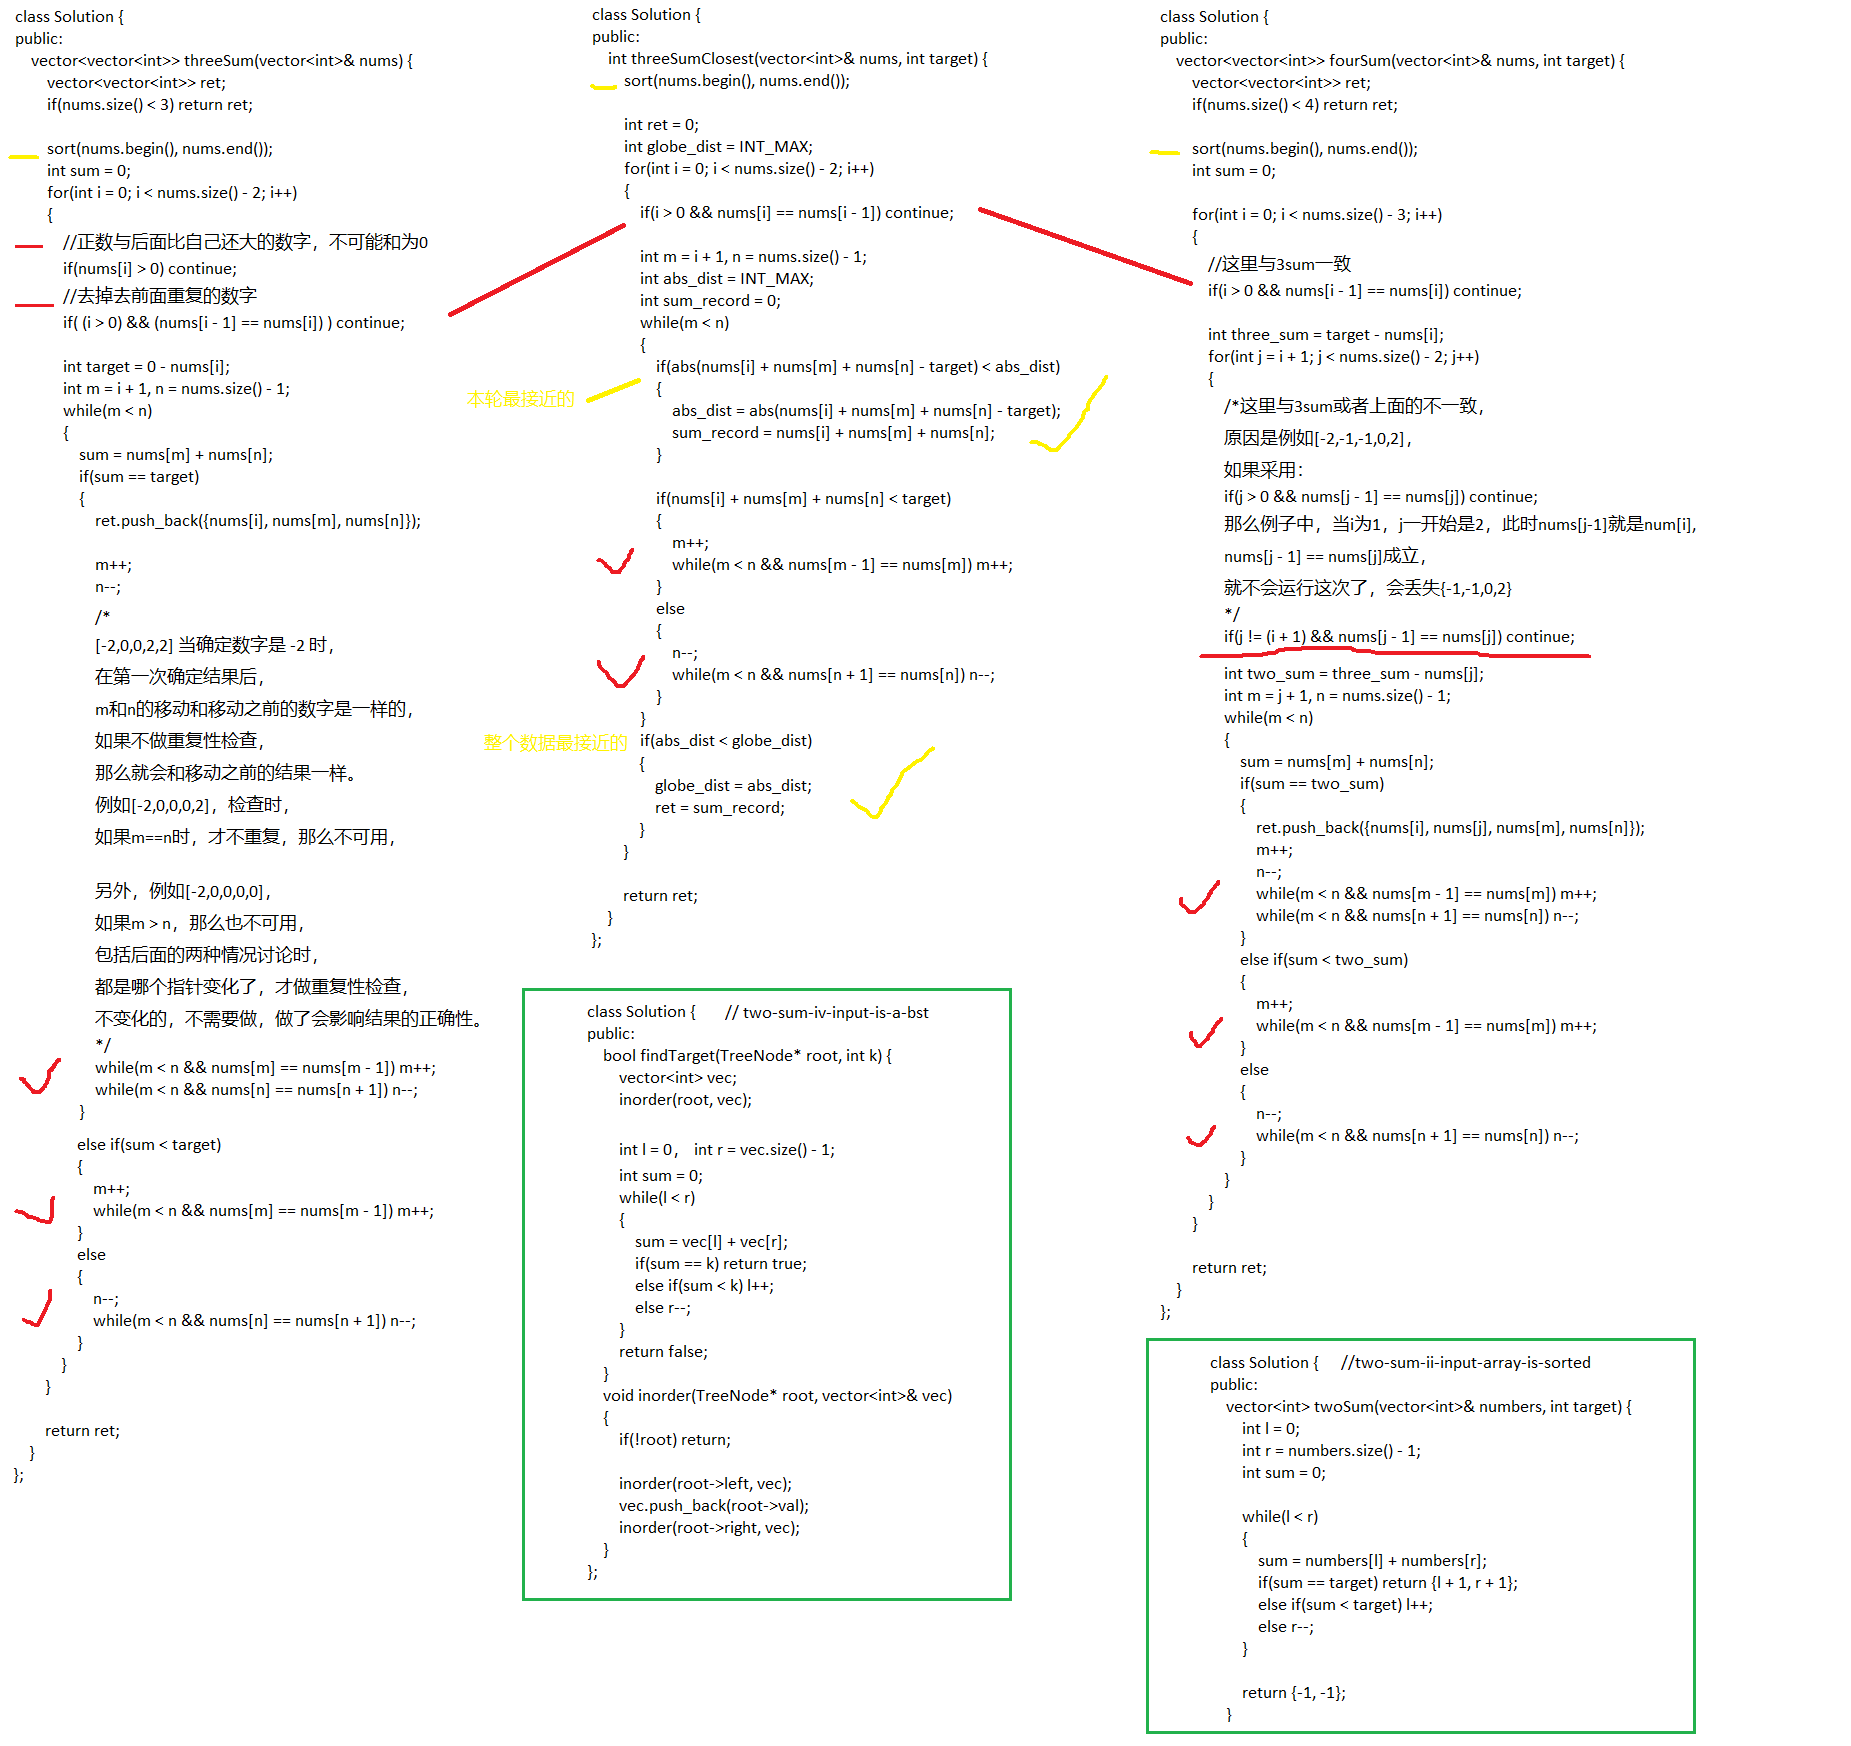 class Solution {
public:
vector<vector<int>> threeSum(vector<int>& nums) {
vector<vector<int>> ret;
if(nums.size() < 3) return ret;
sort(nums.begin(), nums.end());
int sum = 0;
for(int i = 0; i < nums.size() - 2; i++)
{
//正数与后面比自己还大的数字，不可能和为0
if(nums[i] > 0) continue;
//去掉去前面重复的数字
if( (i > 0) && (nums[i - 1] == nums[i]) ) continue;
int target = 0 - nums[i];
int m = i + 1, n = nums.size() - 1;
while(m < n)
{
sum = nums[m] + nums[n];
if(sum == target)
{
ret.push_back({nums[i], nums[m], nums[n]});
m++;
n--;
/*
[-2,0,0,2,2] 当确定数字是 -2 时，
在第一次确定结果后，
m和n的移动和移动之前的数字是一样的，
如果不做重复性检查，
那么就会和移动之前的结果一样。
例如[-2,0,0,0,2]，检查时，
如果m==n时，才不重复，那么不可用，
另外，例如[-2,0,0,0,0]，
如果m > n，那么也不可用，
包括后面的两种情况讨论时，
都是哪个指针变化了，才做重复性检查，
不变化的，不需要做，做了会影响结果的正确性。
*/
while(m < n && nums[m] == nums[m - 1]) m++;
while(m < n && nums[n] == nums[n + 1]) n--;
}
else if(sum < target)
{
m++;
while(m < n && nums[m] == nums[m - 1]) m++;
}
else
{
n--;
while(m < n && nums[n] == nums[n + 1]) n--;
}
}
}
return ret;
}
};
class Solution {
public:
int threeSumClosest(vector<int>& nums, int target) {
sort(nums.begin(), nums.end());
int ret = 0;
int globe_dist = INT_MAX;
for(int i = 0; i < nums.size() - 2; i++)
{
if(i > 0 && nums[i] == nums[i - 1]) continue;
int m = i + 1, n = nums.size() - 1;
int abs_dist = INT_MAX;
int sum_record = 0;
while(m < n)
{
if(abs(nums[i] + nums[m] + nums[n] - target) < abs_dist)
本轮最接近的
{
abs_dist = abs(nums[i] + nums[m] + nums[n] - target);
sum_record = nums[i] + nums[m] + nums[n];
}
if(nums[i] + nums[m] + nums[n] < target)
{
m++;
while(m < n && nums[m - 1] == nums[m]) m++;
}
else
{
n--;
while(m < n && nums[n + 1] == nums[n]) n--;
}
}
整个数据最接近的 if(abs_dist < globe_dist)
{
globe_dist = abs_dist;
ret = sum_record;
}
}
return ret;
}
};
class Solution { // two-sum-iv-input-is-a-bst
public:
bool findTarget(TreeNode* root, int k) {
vector<int> vec;
inorder(root, vec);
int l = 0， int r = vec.size() - 1;
int sum = 0;
while(l < r)
{
sum = vec[l] + vec[r];
if(sum == k) return true;
else if(sum < k) l++;
else r--;
}
return false;
}
void inorder(TreeNode* root, vector<int>& vec)
{
if(!root) return;
inorder(root->left, vec);
vec.push_back(root->val);
inorder(root->right, vec);
}
};
class Solution {
public:
vector<vector<int>> fourSum(vector<int>& nums, int target) {
vector<vector<int>> ret;
if(nums.size() < 4) return ret;
sort(nums.begin(), nums.end());
int sum = 0;
for(int i = 0; i < nums.size() - 3; i++)
{
//这里与3sum一致
if(i > 0 && nums[i - 1] == nums[i]) continue;
int three_sum = target - nums[i];
for(int j = i + 1; j < nums.size() - 2; j++)
{
/*这里与3sum或者上面的不一致，
原因是例如[-2,-1,-1,0,2]，
如果采用：
if(j > 0 && nums[j - 1] == nums[j]) continue;
那么例子中，当i为1，j一开始是2，此时nums[j-1]就是num[i],
nums[j - 1] == nums[j]成立，
就不会运行这次了，会丢失{-1,-1,0,2}
*/
if(j != (i + 1) && nums[j - 1] == nums[j]) continue;
int two_sum = three_sum - nums[j];
int m = j + 1, n = nums.size() - 1;
while(m < n)
{
sum = nums[m] + nums[n];
if(sum == two_sum)
{
ret.push_back({nums[i], nums[j], nums[m], nums[n]});
m++;
n--;
while(m < n && nums[m - 1] == nums[m]) m++;
while(m < n && nums[n + 1] == nums[n]) n--;
}
else if(sum < two_sum)
{
m++;
while(m < n && nums[m - 1] == nums[m]) m++;
}
else
{
n--;
while(m < n && nums[n + 1] == nums[n]) n--;
}
}
}
}
return ret;
}
};
class Solution { //two-sum-ii-input-array-is-sorted
public:
vector<int> twoSum(vector<int>& numbers, int target) {
int l = 0;
int r = numbers.size() - 1;
int sum = 0;
while(l < r)
{
sum = numbers[l] + numbers[r];
if(sum == target) return {l + 1, r + 1};
else if(sum < target) l++;
else r--;
}
return {-1, -1};
}